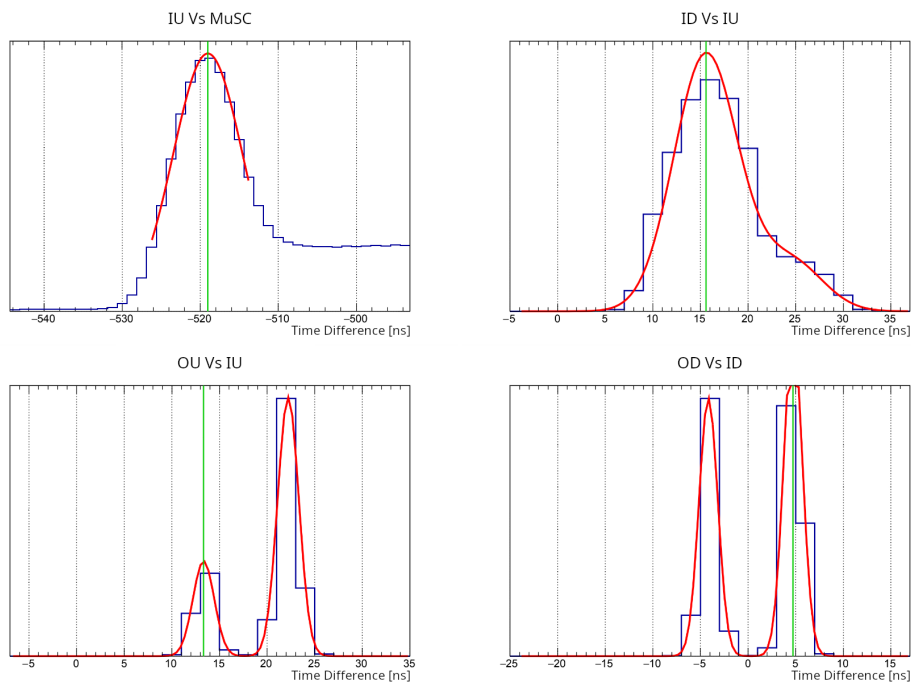 IU Vs MuSC
−540 −530 −520 −510 −500
Time Difference [ns]
ID Vs IU
−5 0 5 10 15 20 25 30 35
Time Difference [ns]
OU Vs IU
−5 0 5 10 15 20 25 30 35
Time Difference [ns]
OD Vs ID
−25 −20 −15 −10 −5 0 5 10 15
Time Difference [ns]